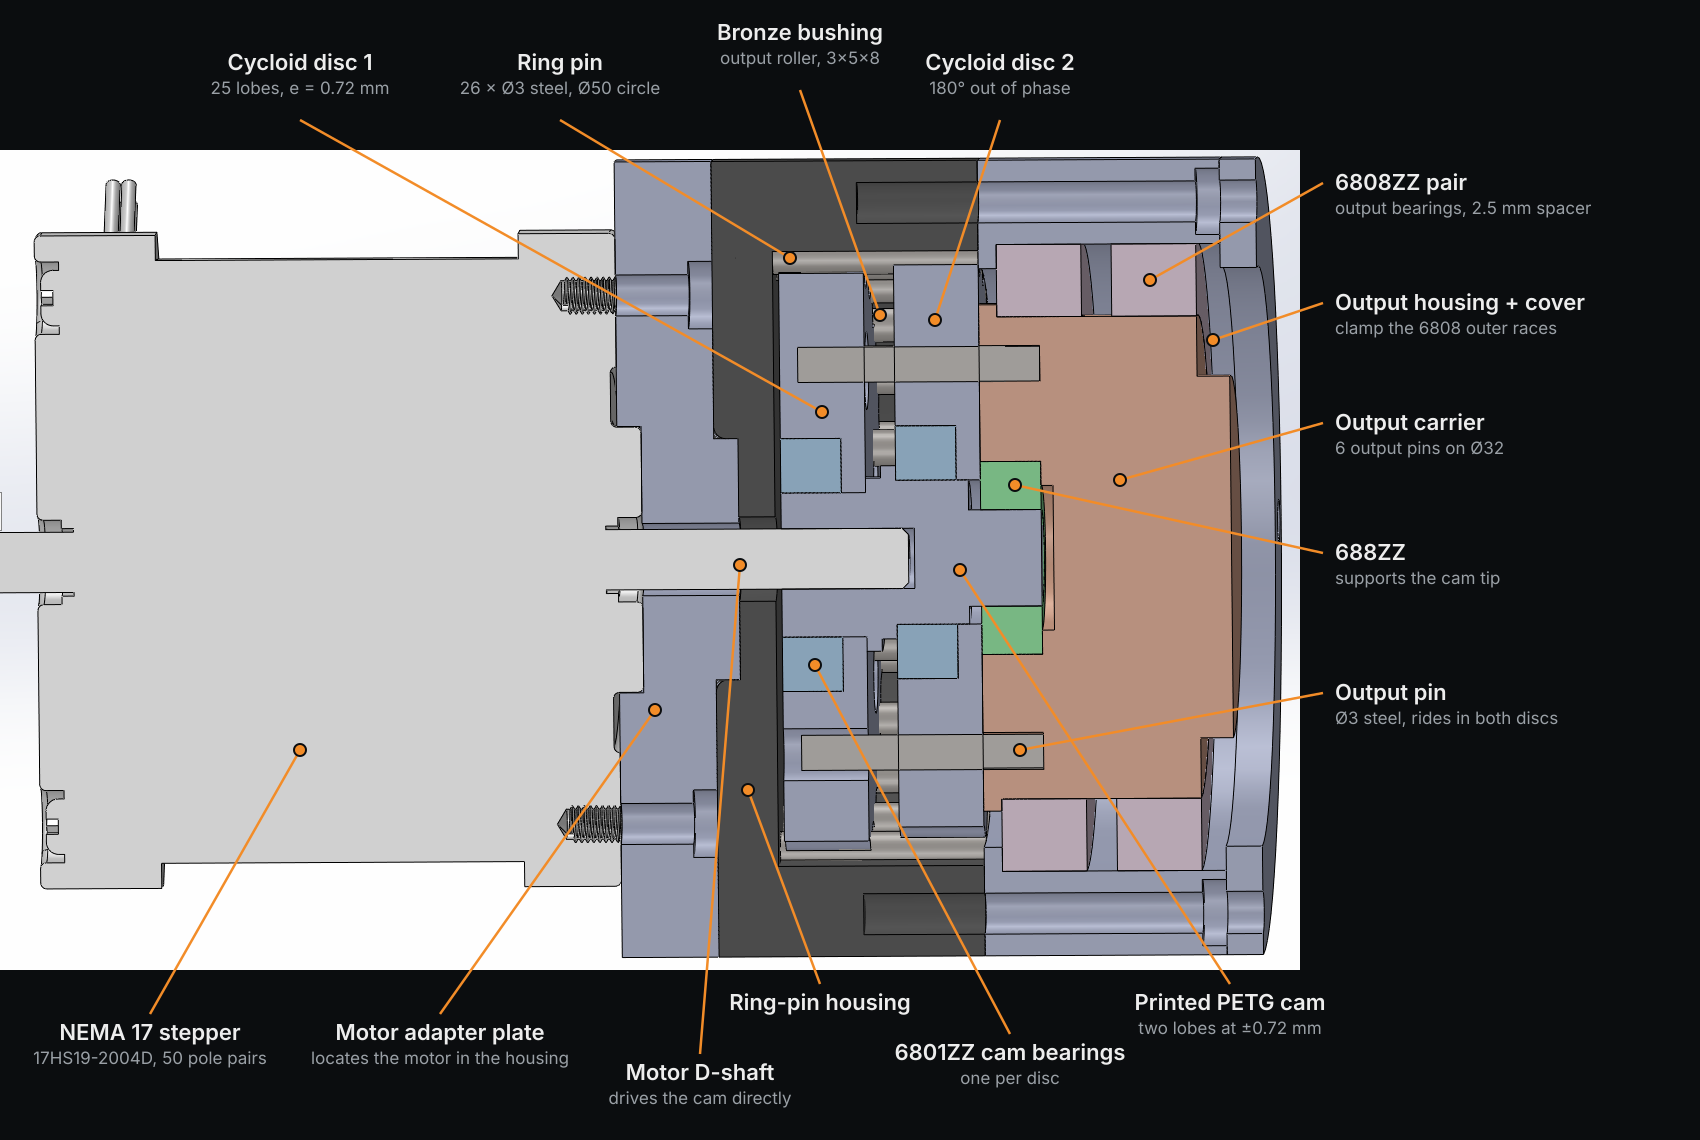 Bronze bushing
output roller, 3×5×8
Cycloid disc 1
25 lobes, e = 0.72 mm
Ring pin
26 × Ø3 steel, Ø50 circle
Cycloid disc 2
180° out of phase
6808ZZ pair
output bearings, 2.5 mm spacer
Output housing + cover
clamp the 6808 outer races
Output carrier
6 output pins on Ø32
688ZZ
supports the cam tip
Output pin
Ø3 steel, rides in both discs
Ring-pin housing
Printed PETG cam
two lobes at ±0.72 mm
NEMA 17 stepper
17HS19-2004D, 50 pole pairs
Motor adapter plate
locates the motor in the housing
6801ZZ cam bearings
one per disc
Motor D-shaft
drives the cam directly